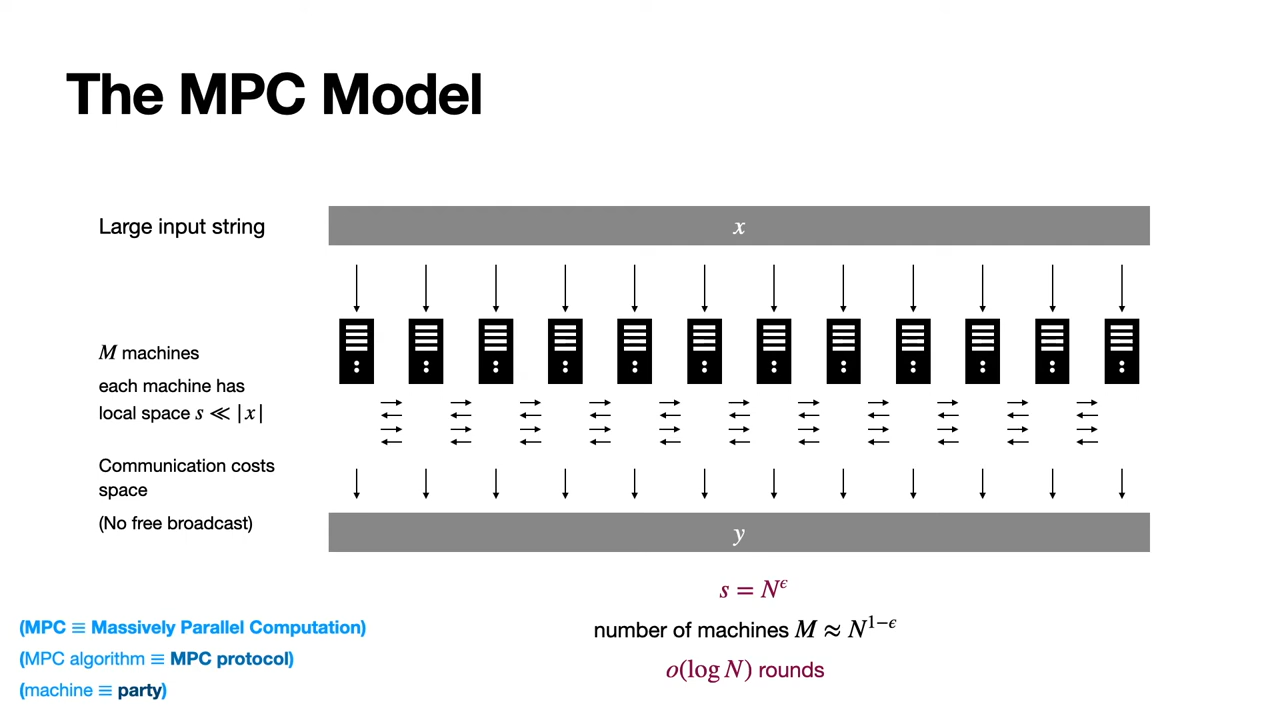 The MPC Model
Large input string
x
M machines
each machine has
local space s ≪ |x|
Communication costs
space
(No free broadcast)
y
s = N^ϵ
number of machines M ≈ N^{1−ϵ}
o(log N) rounds
(MPC ≡ Massively Parallel Computation)
(MPC algorithm ≡ MPC protocol)
(machine ≡ party)